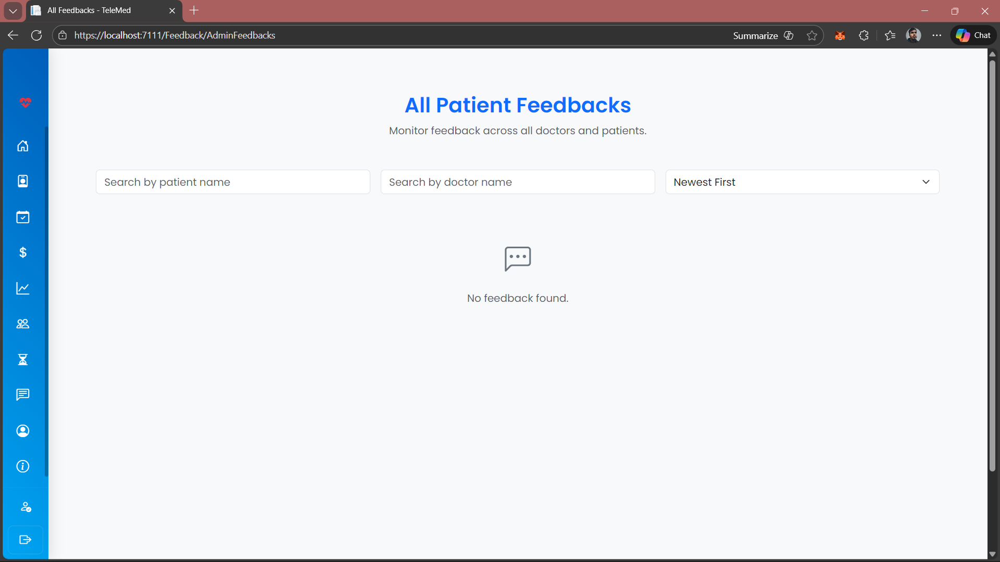 All Feedbacks - TeleMed
https://localhost:7111/Feedback/AdminFeedbacks
Summarize
Chat
All Patient Feedbacks
Monitor feedback across all doctors and patients.
Search by patient name
Search by doctor name
Newest First
No feedback found.